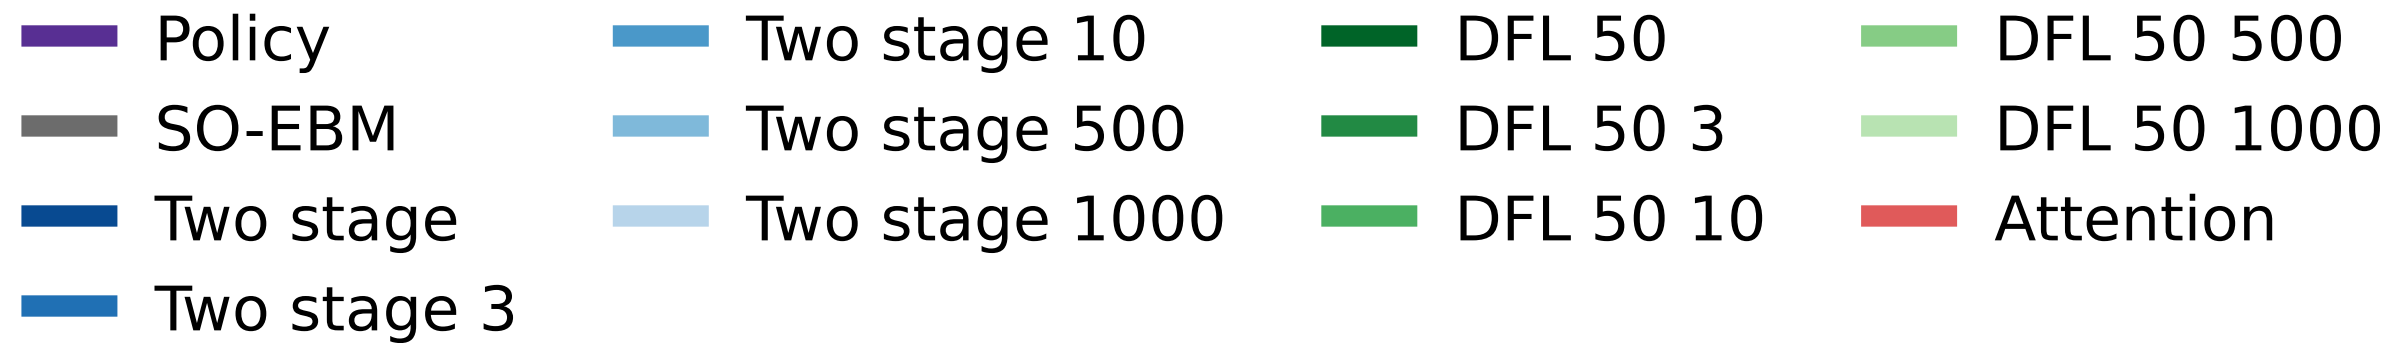 Policy
SO-EBM
Two stage
Two stage 3
Two stage 10
Two stage 500
Two stage 1000
DFL 50
DFL 50 3
DFL 50 10
DFL 50 500
DFL 50 1000
Attention